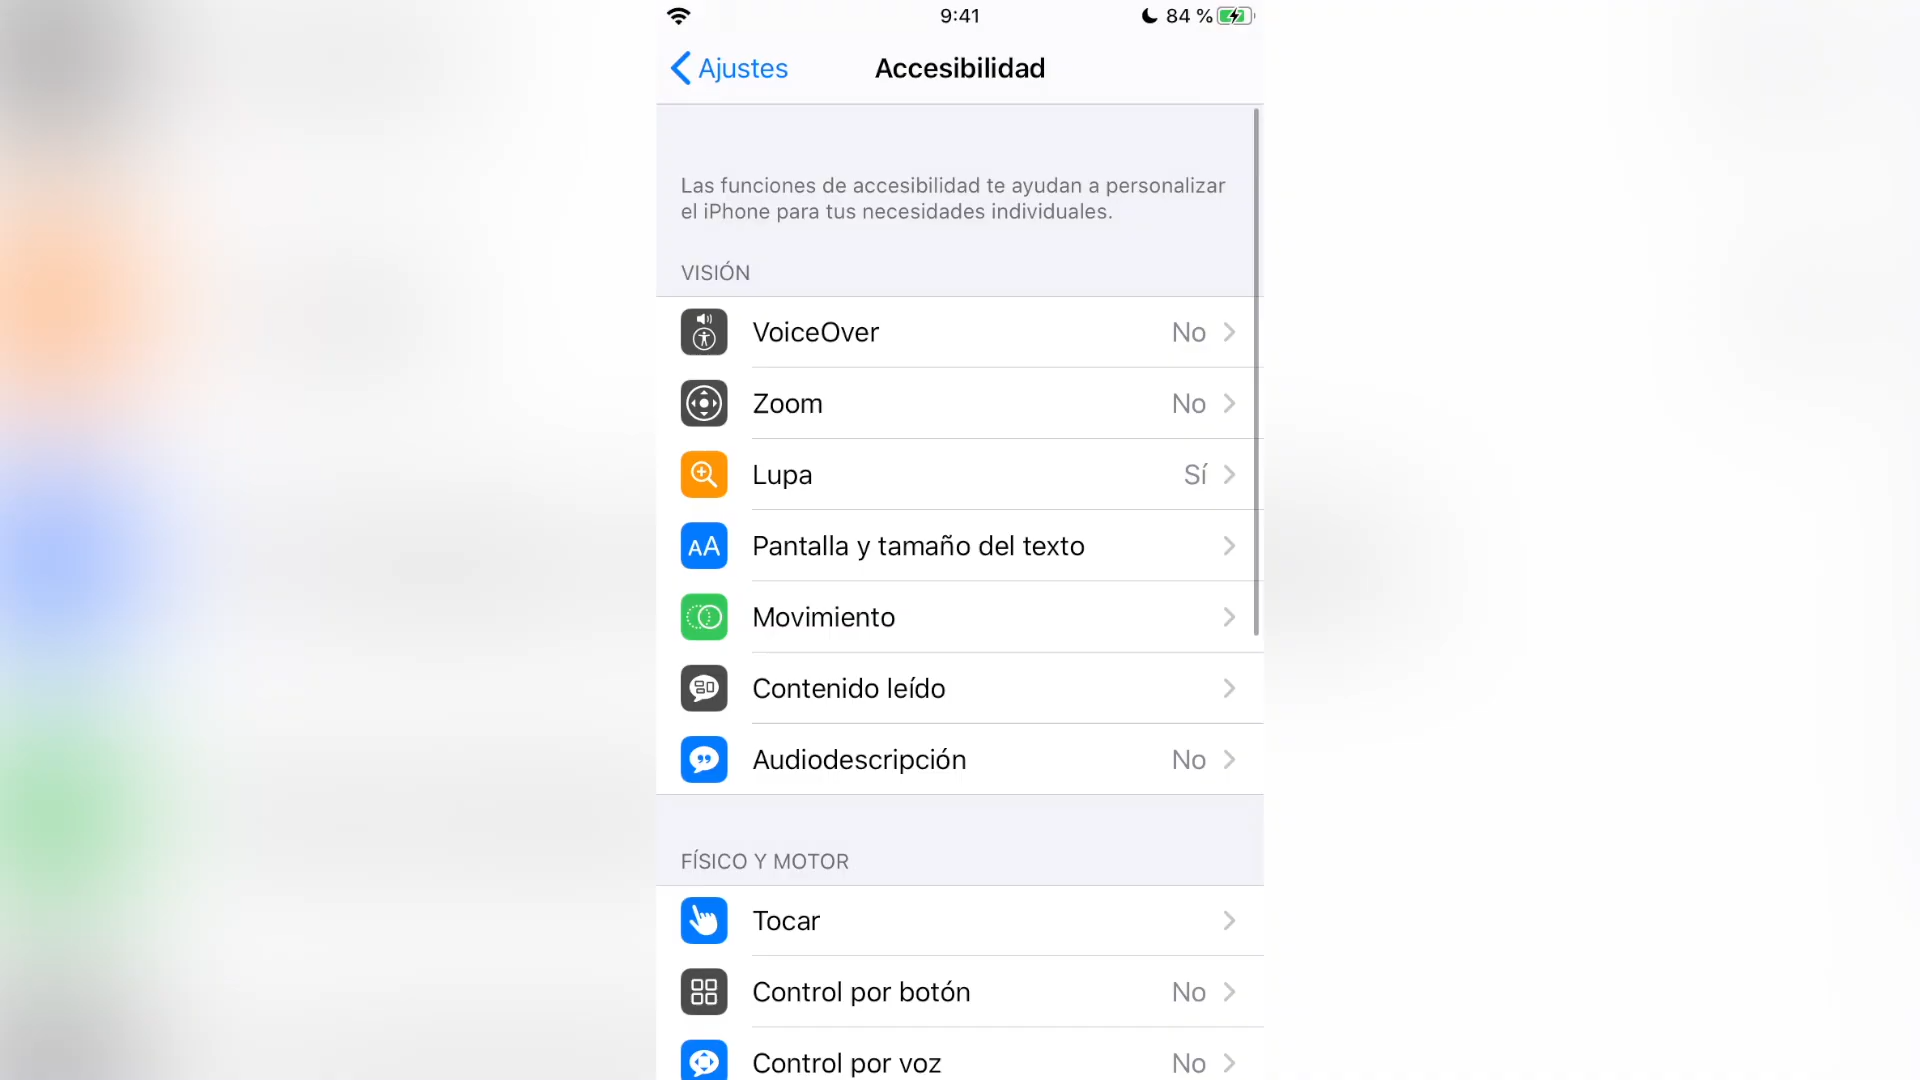 9:41
84 %
Ajustes
Accesibilidad
Las funciones de accesibilidad te ayudan a personalizar
el iPhone para tus necesidades individuales.
VISIÓN
VoiceOver No
Zoom No
Lupa Sí
AA Pantalla y tamaño del texto
Movimiento
Contenido leído
Audiodescripción No
FÍSICO Y MOTOR
Tocar
Control por botón No
Control por voz No